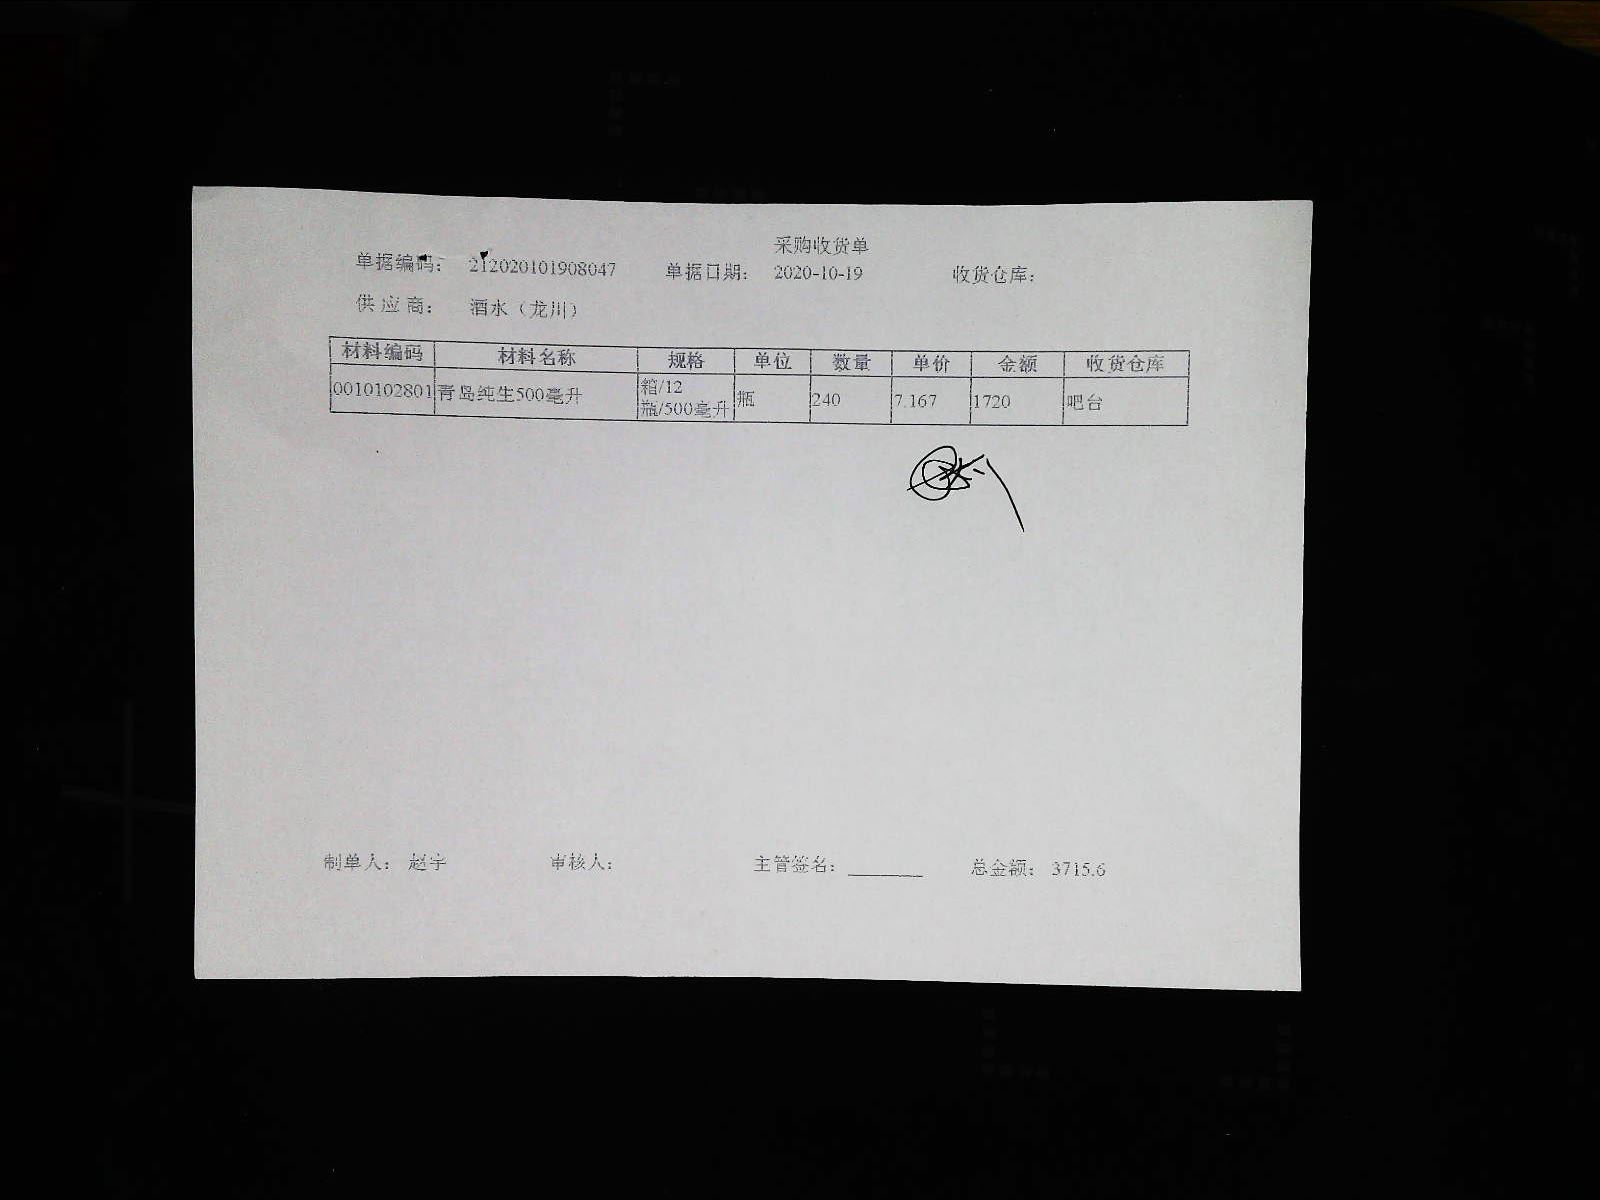 采购收货单
单据编码: 212020101908047 单据日期: 2020-10-19 收货仓库:
供应商: 酒水（龙川）
材料编码 材料名称 规格 单位 数量 单价 金额 收货仓库
0010102801 青岛纯生500毫升 箱/12瓶/500毫升 瓶 240 7.167 1720 吧台
制单人: 赵宇 审核人: 主管签名: 总金额: 3715.6